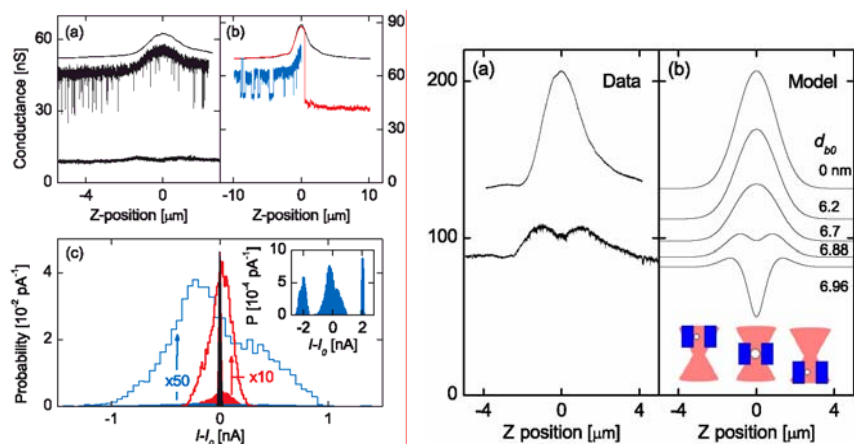 (a)
(b)
60
30
0
90
60
30
0
Conductance [nS]
-4
0
4
-10
-5
0
5
10
Z-position [µm]
Z-position [µm]
(c)
4
2
0
Probability [10⁻² pA⁻¹]
x50
x10
10
5
0
P [10⁻⁴ pA⁻¹]
-2
0
2
I-I₀ [nA]
-1
0
1
I-I₀ [nA]
(a)
Data
(b)
Model
200
100
0
d_b0
0 nm
6.2
6.7
6.88
6.96
-4
0
4
-4
0
4
Z position [µm]
Z position [µm]